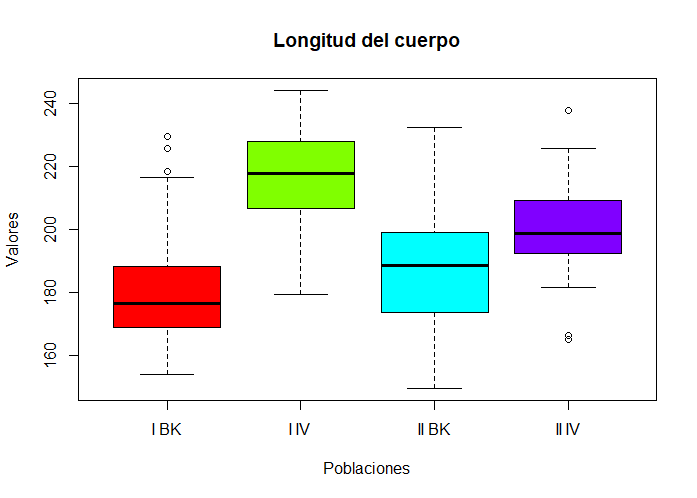 Longitud del cuerpo
Valores
240
220
200
180
160
I BK
I IV
II BK
II IV
Poblaciones